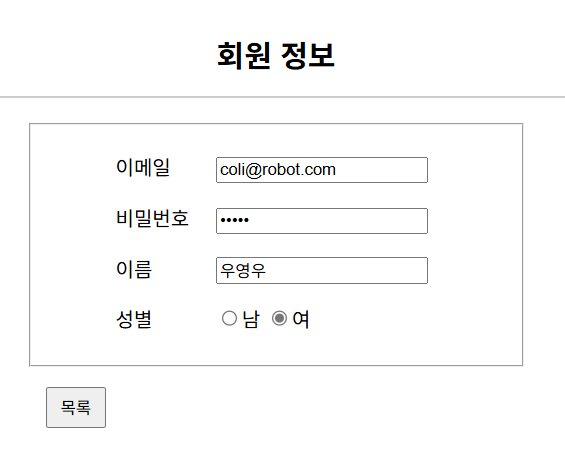 회원 정보
이메일 coli@robot.com
비밀번호 •••••
이름 우영우
성별 남 여
목록